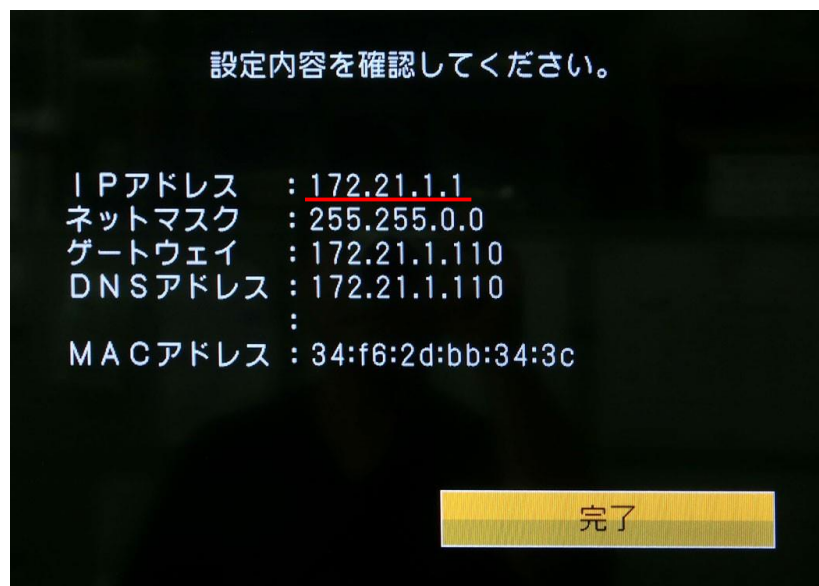 設定内容を確認してください。
IPアドレス :172.21.1.1
ネットマスク :255.255.0.0
ゲートウェイ :172.21.1.110
DNSアドレス :172.21.1.110
:
MACアドレス :34:f6:2d:bb:34:3c
完了